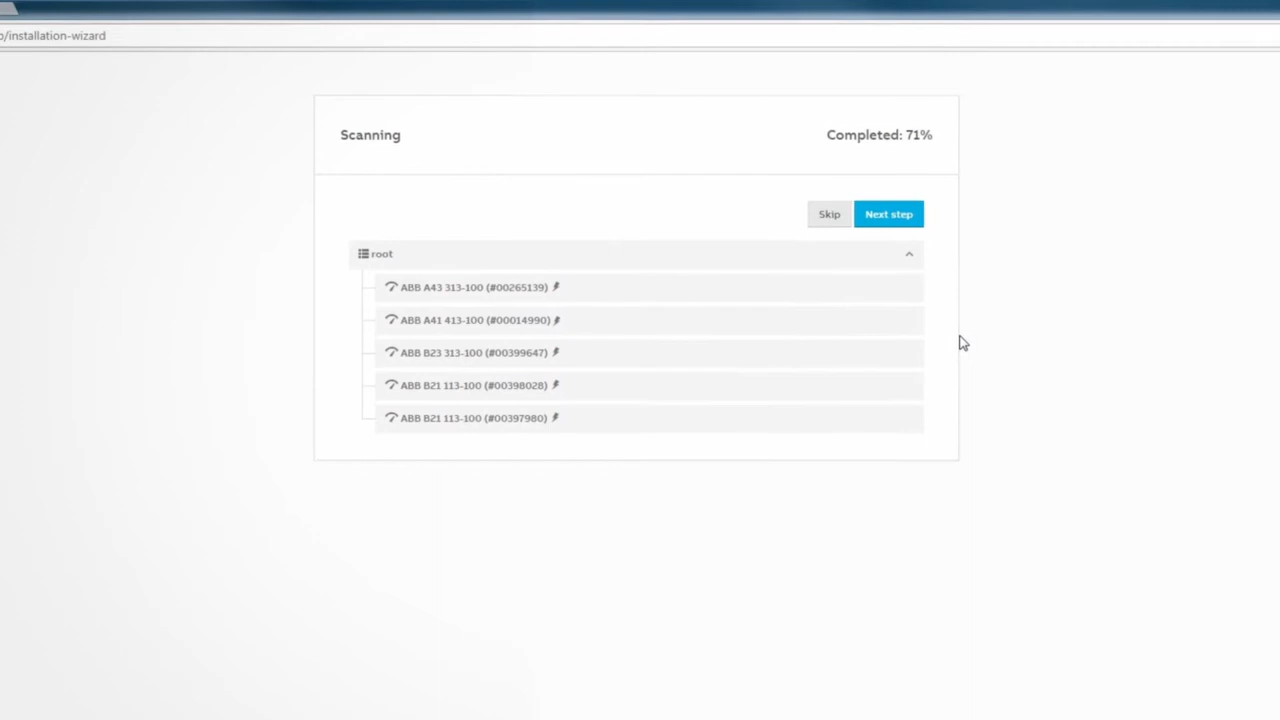 /installation-wizard
Scanning
Completed: 71%
Skip
Next step
root
ABB A43 313-100 (#00265139)
ABB A41 413-100 (#00014990)
ABB B23 313-100 (#00399647)
ABB B21 113-100 (#00398028)
ABB B21 113-100 (#00397980)